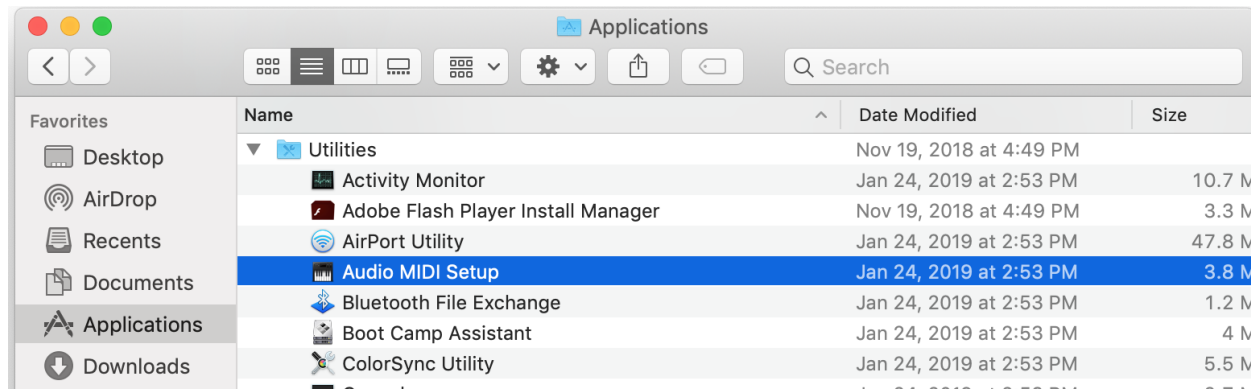 Applications
Search
Favorites
Desktop
AirDrop
Recents
Documents
Applications
Downloads
Name Date Modified Size
Utilities Nov 19, 2018 at 4:49 PM
Activity Monitor Jan 24, 2019 at 2:53 PM 10.7 M
Adobe Flash Player Install Manager Nov 19, 2018 at 4:49 PM 3.3 M
AirPort Utility Jan 24, 2019 at 2:53 PM 47.8 M
Audio MIDI Setup Jan 24, 2019 at 2:53 PM 3.8 M
Bluetooth File Exchange Jan 24, 2019 at 2:53 PM 1.2 M
Boot Camp Assistant Jan 24, 2019 at 2:53 PM 4 M
ColorSync Utility Jan 24, 2019 at 2:53 PM 5.5 M